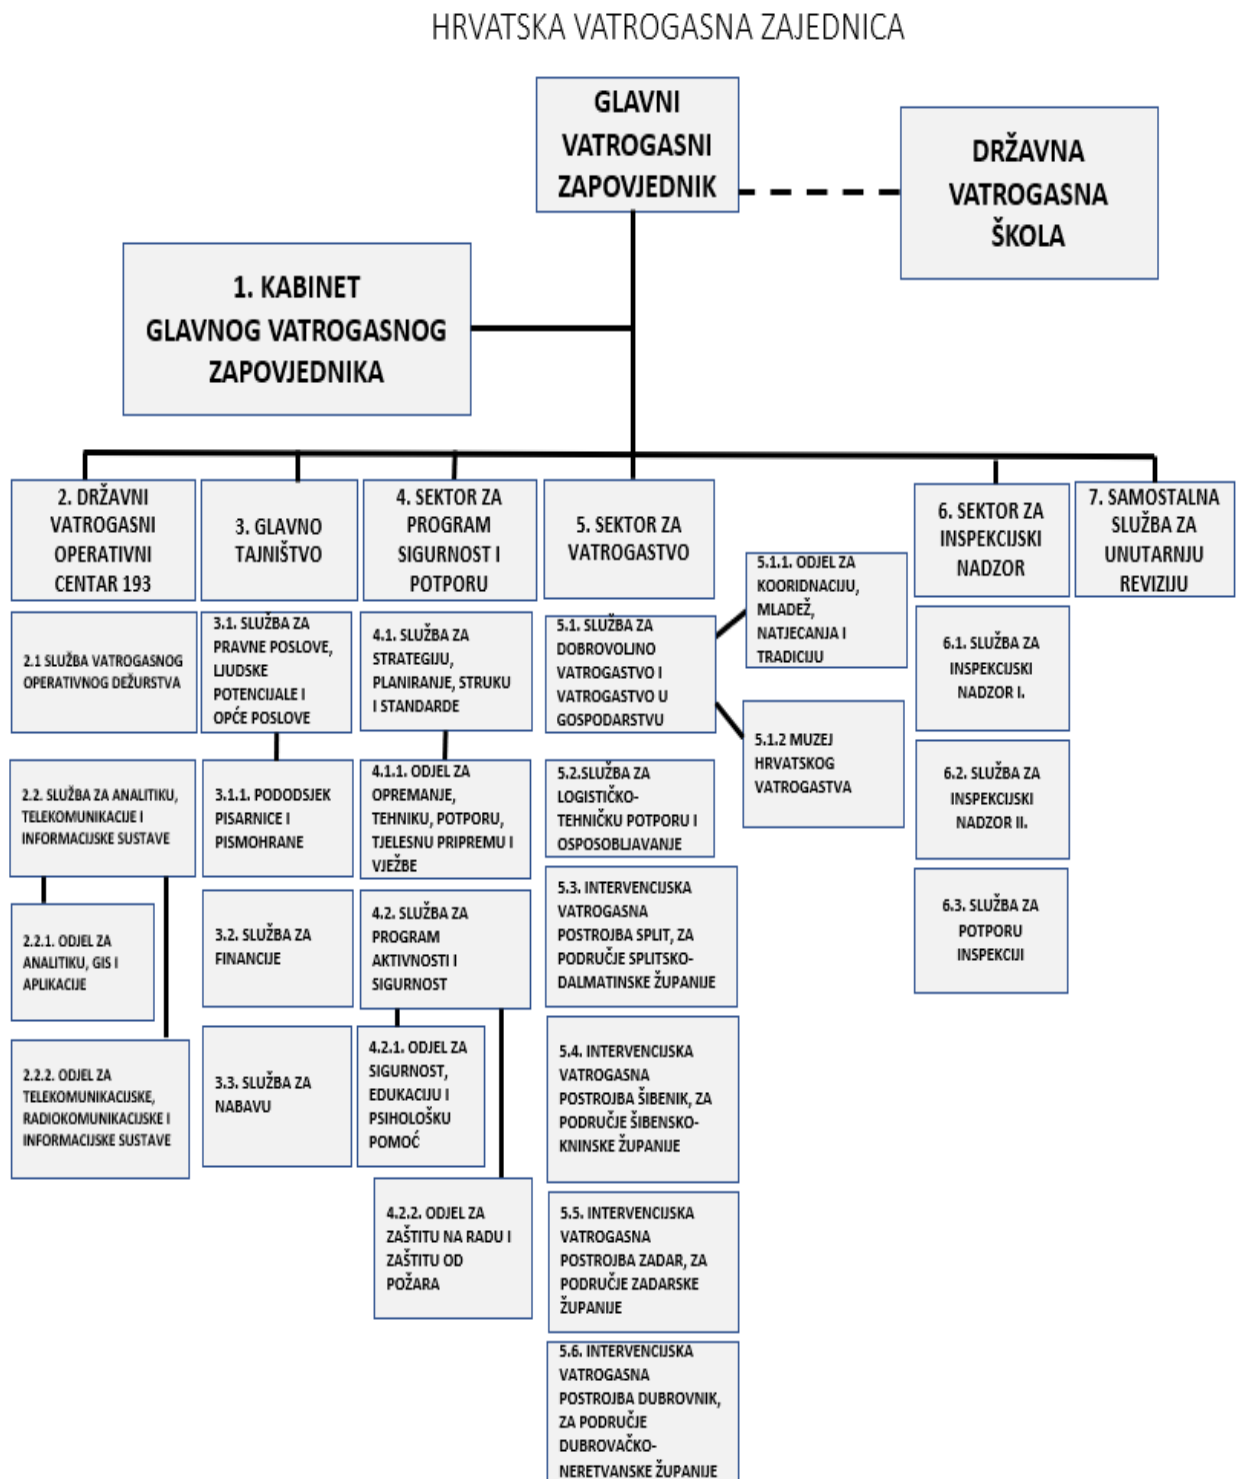 HRVATSKA VATROGASNA ZAJEDNICA
GLAVNI
VATROGASNI
ZAPOVJEDNIK
DRŽAVNA
VATROGASNA
ŠKOLA
1. KABINET
GLAVNOG VATROGASNOG
ZAPOVJEDNIKA
2. DRŽAVNI
VATROGASNI
OPERATIVNI
CENTAR 193
2.1 SLUŽBA VATROGASNOG
OPERATIVNOG DEŽURSTVA
2.2. SLUŽBA ZA ANALITIKU,
TELEKOMUNIKACIJE I
INFORMACIJSKE SUSTAVE
2.2.1. ODJEL ZA
ANALITIKU, GIS I
APLIKACIJE
2.2.2. ODJEL ZA
TELEKOMUNIKACIJSKE,
RADIOKOMUNIKACIJSKE I
INFORMACIJSKE SUSTAVE
3. GLAVNO
TAJNIŠTVO
3.1. SLUŽBA ZA
PRAVNE POSLOVE,
LJUDSKE
POTENCIJALE I
OPĆE POSLOVE
3.1.1. PODODSJEK
PISARNICE I
PISMOHRANE
3.2. SLUŽBA ZA
FINANCIJE
3.3. SLUŽBA ZA
NABAVU
4. SEKTOR ZA
PROGRAM
SIGURNOST I
POTPORU
4.1. SLUŽBA ZA
STRATEGIJU,
PLANIRANJE, STRUKU
I STANDARDE
4.1.1. ODJEL ZA
OPREMANJE,
TEHNIKU, POTPORU,
TJELESNU PRIPREMU I
VJEŽBE
4.2. SLUŽBA ZA
PROGRAM
AKTIVNOSTI I
SIGURNOST
4.2.1. ODJEL ZA
SIGURNOST,
EDUKACIJU I
PSIHOLOŠKU
POMOĆ
4.2.2. ODJEL ZA
ZAŠTITU NA RADU I
ZAŠTITU OD
POŽARA
5. SEKTOR ZA
VATROGASTVO
5.1. SLUŽBA ZA
DOBROVOLJNO
VATROGASTVO I
VATROGASTVO U
GOSPODARSTVU
5.1.1. ODJEL ZA
KOORIDNACIJU,
MLADEŽ,
NATJECANJA I
TRADICIJU
5.1.2 MUZEJ
HRVATSKOG
VATROGASTVA
5.2.SLUŽBA ZA
LOGISTIČKO-
TEHNIČKU POTPORU I
OSPOSOBLJAVANJE
5.3. INTERVENCIJSKA
VATROGASNA
POSTROJBA SPLIT, ZA
PODRUČJE SPLITSKO-
DALMATINSKE ŽUPANIJE
5.4. INTERVENCIJSKA
VATROGASNA
POSTROJBA ŠIBENIK, ZA
PODRUČJE ŠIBENSKO-
KNINSKE ŽUPANIJE
5.5. INTERVENCIJSKA
VATROGASNA
POSTROJBA ZADAR, ZA
PODRUČJE ZADARSKE
ŽUPANIJE
5.6. INTERVENCIJSKA
VATROGASNA
POSTROJBA DUBROVNIK,
ZA PODRUČJE
DUBROVAČKO-
NERETVANSKE ŽUPANIJE
6. SEKTOR ZA
INSPEKCIJSKI
NADZOR
6.1. SLUŽBA ZA
INSPEKCIJSKI
NADZOR I.
6.2. SLUŽBA ZA
INSPEKCIJSKI
NADZOR II.
6.3. SLUŽBA ZA
POTPORU
INSPEKCIJI
7. SAMOSTALNA
SLUŽBA ZA
UNUTARNJU
REVIZIJU